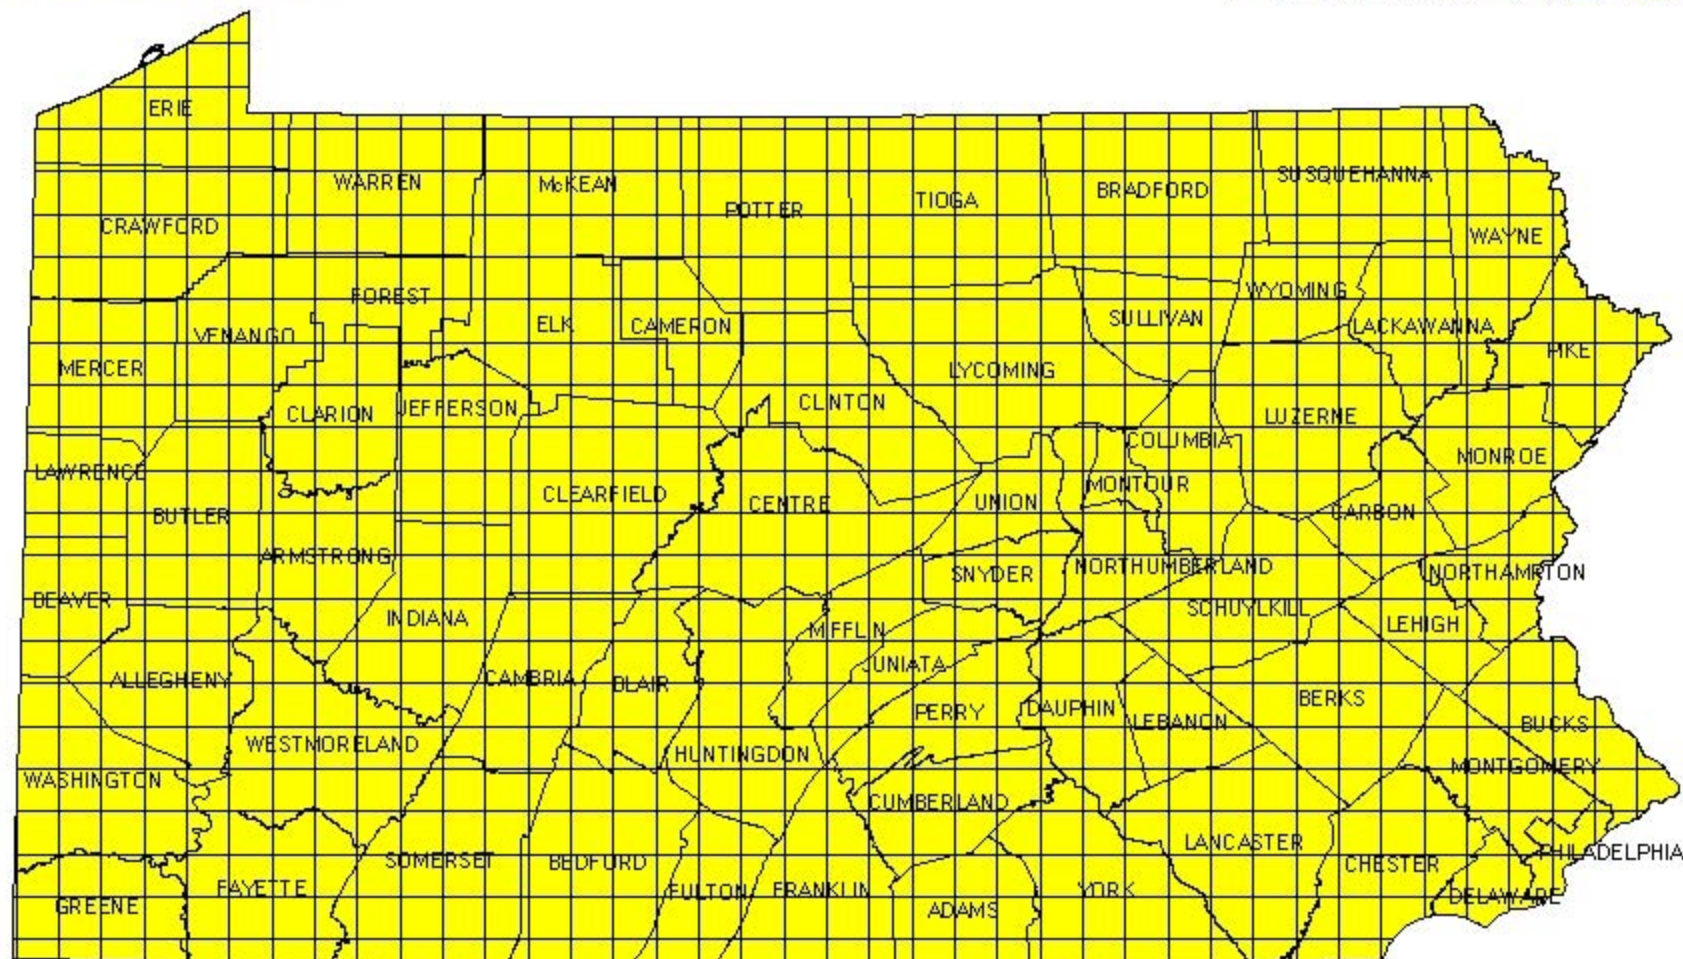 ERIE
WARREN
McKEAN
POTTER
TIOGA
BRADFORD
SUSQUEHANNA
WAYNE
CRAWFORD
FOREST
VENANGO
ELK
CAMERON
SULLIVAN
WYOMING
LACKAWANNA
PIKE
MERCER
CLARION
JEFFERSON
CLINTON
LYCOMING
COLUMBIA
LUZERNE
MONROE
LAWRENCE
BUTLER
CLEARFIELD
CENTRE
UNION
MONTOUR
CARBON
ARMSTRONG
BEAVER
INDIANA
SNYDER
NORTHUMBERLAND
SCHUYLKILL
NORTHAMPTON
LEHIGH
MIFFLIN
JUNIATA
ALLEGHENY
CAMBRIA
BLAIR
PERRY
DAUPHIN
LEBANON
BERKS
BUCKS
WESTMORELAND
HUNTINGDON
WASHINGTON
CUMBERLAND
MONTGOMERY
LANCASTER
PHILADELPHIA
CHESTER
GREENE
FAYETTE
SOMERSET
BEDFORD
FULTON
FRANKLIN
ADAMS
YORK
DELAWARE